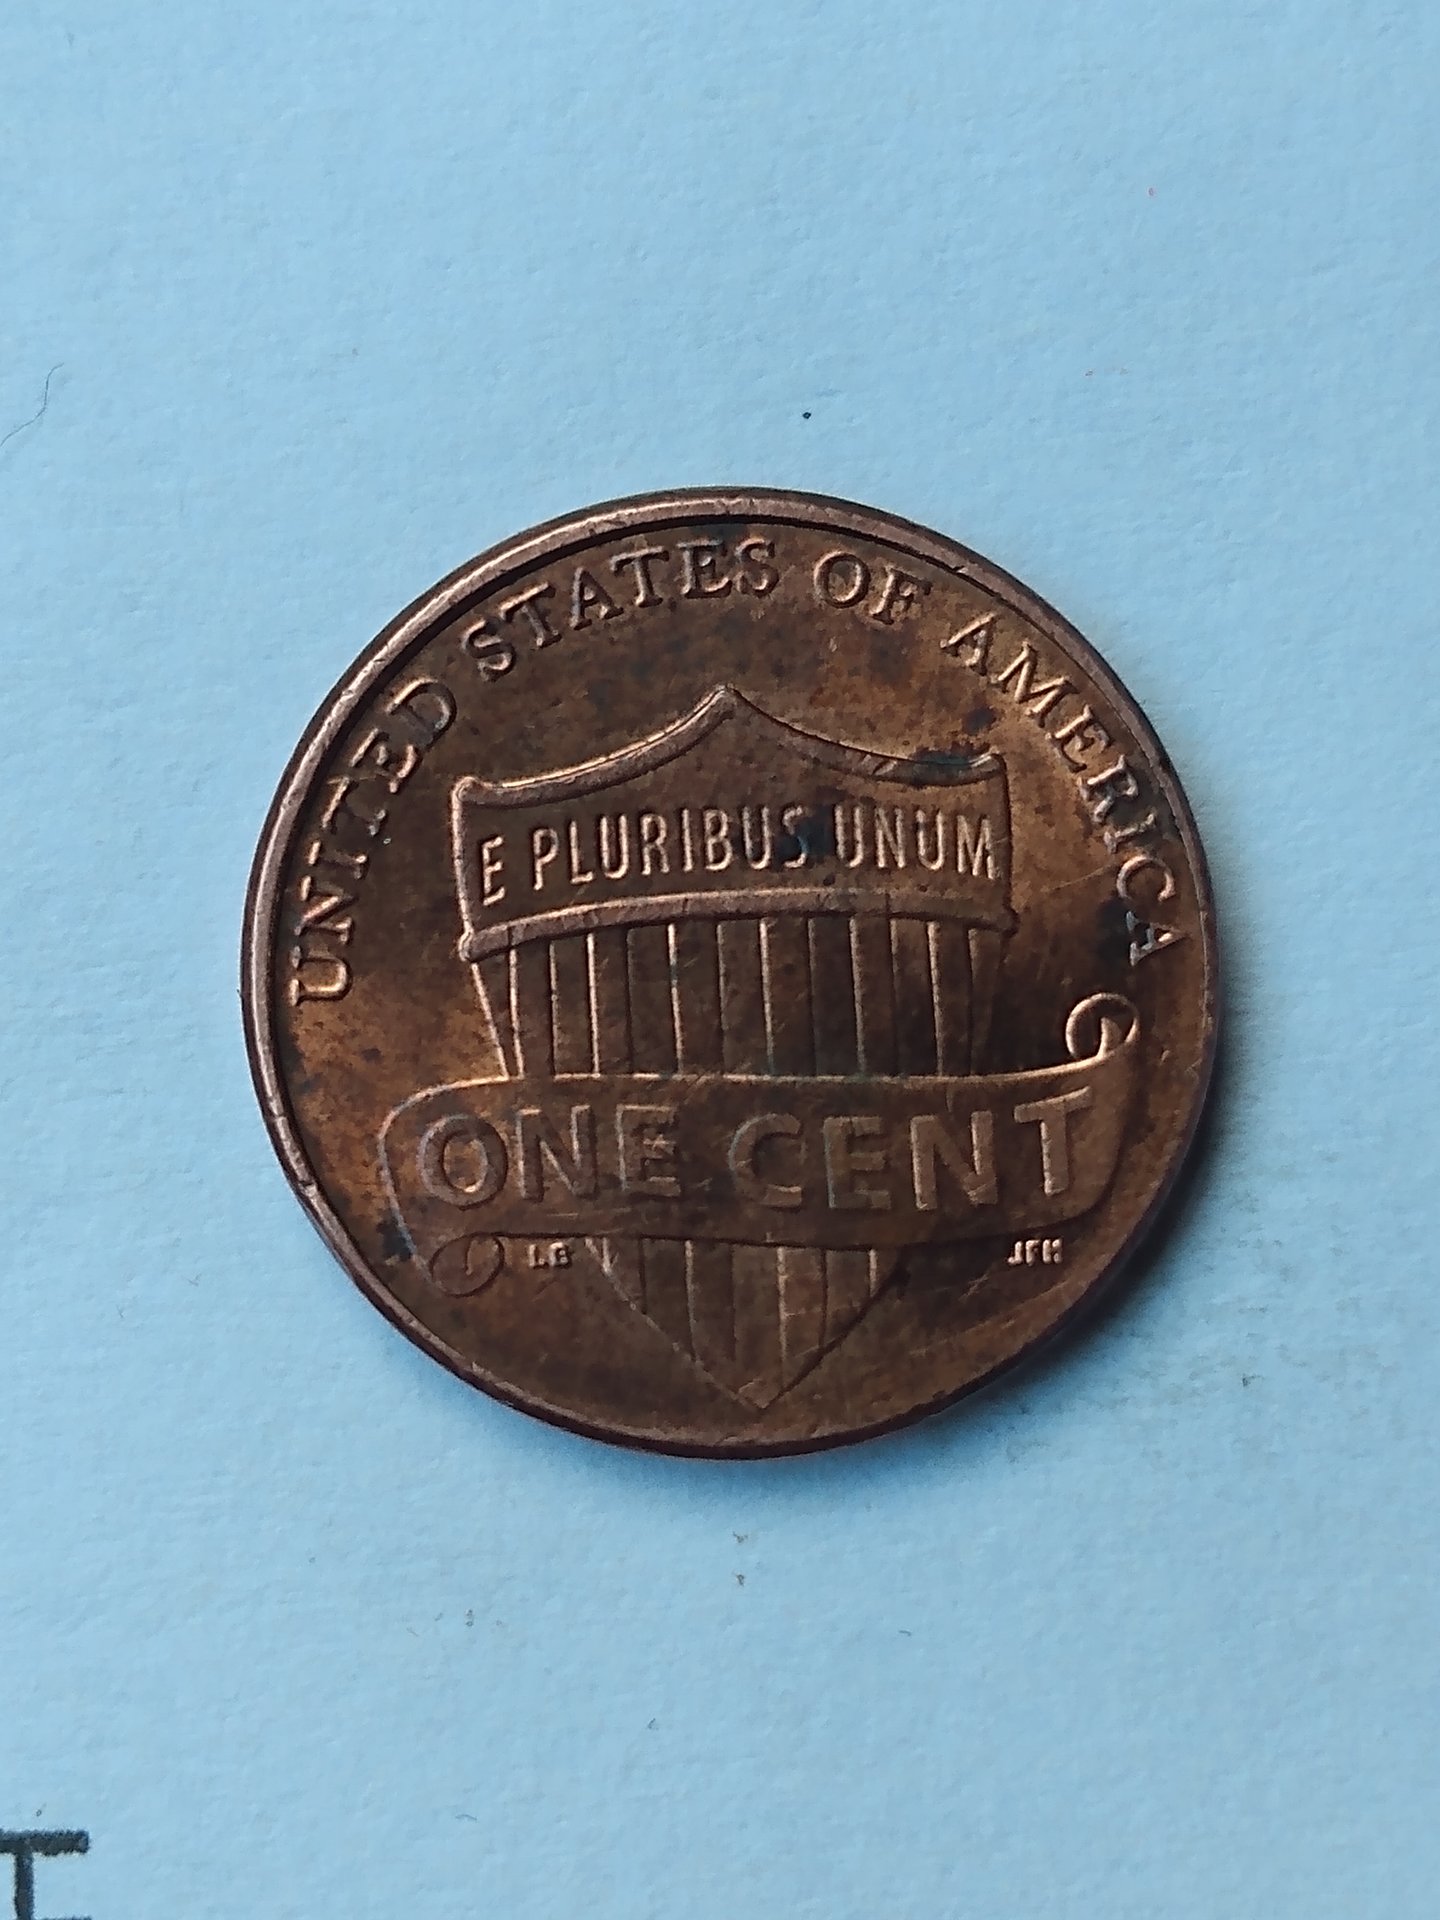 UNITED STATES OF AMERICA
E PLURIBUS UNUM
ONE CENT
LB JFM